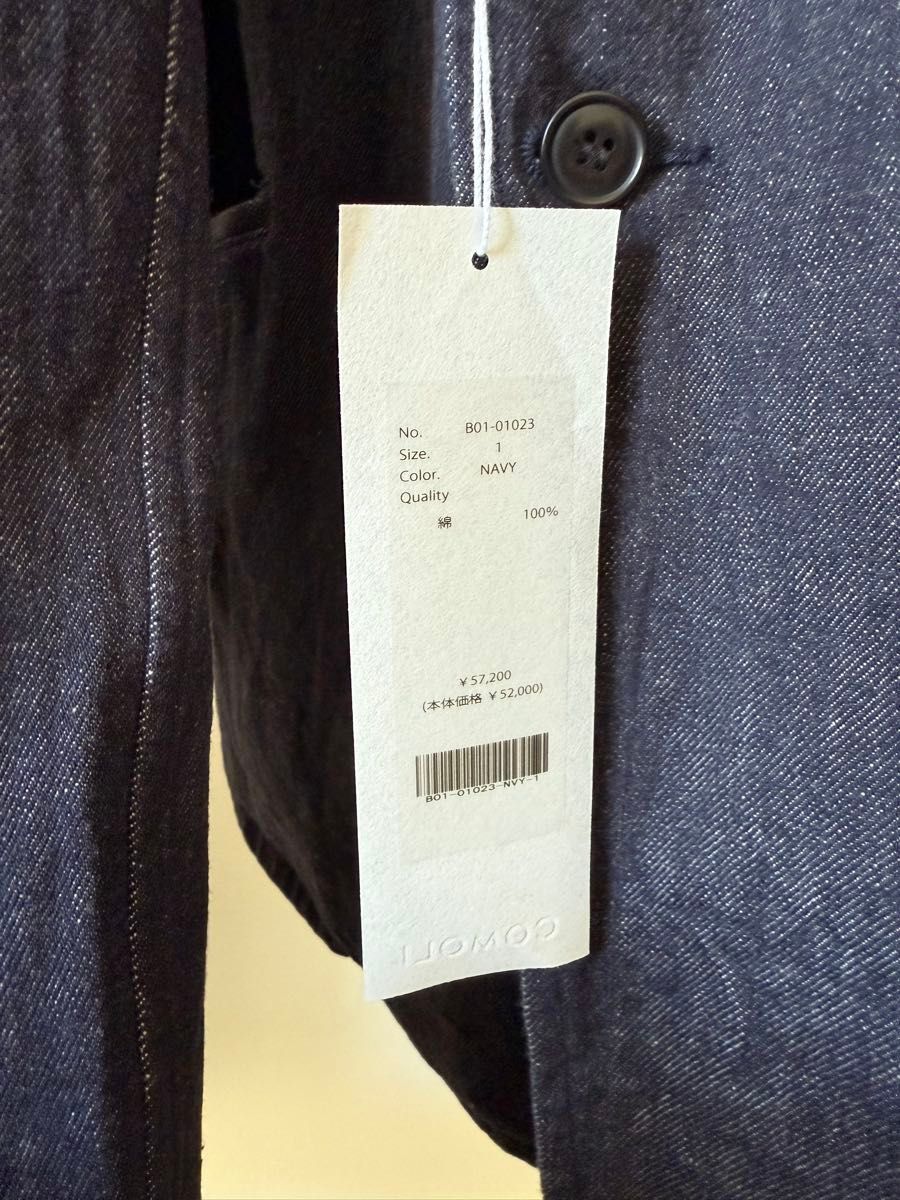 No. B01-01023
Size. 1
Color. NAVY
Quality
綿 100%
￥57,200
(本体価格 ￥52,000)
B01-01023-NVY-1
COMOLI